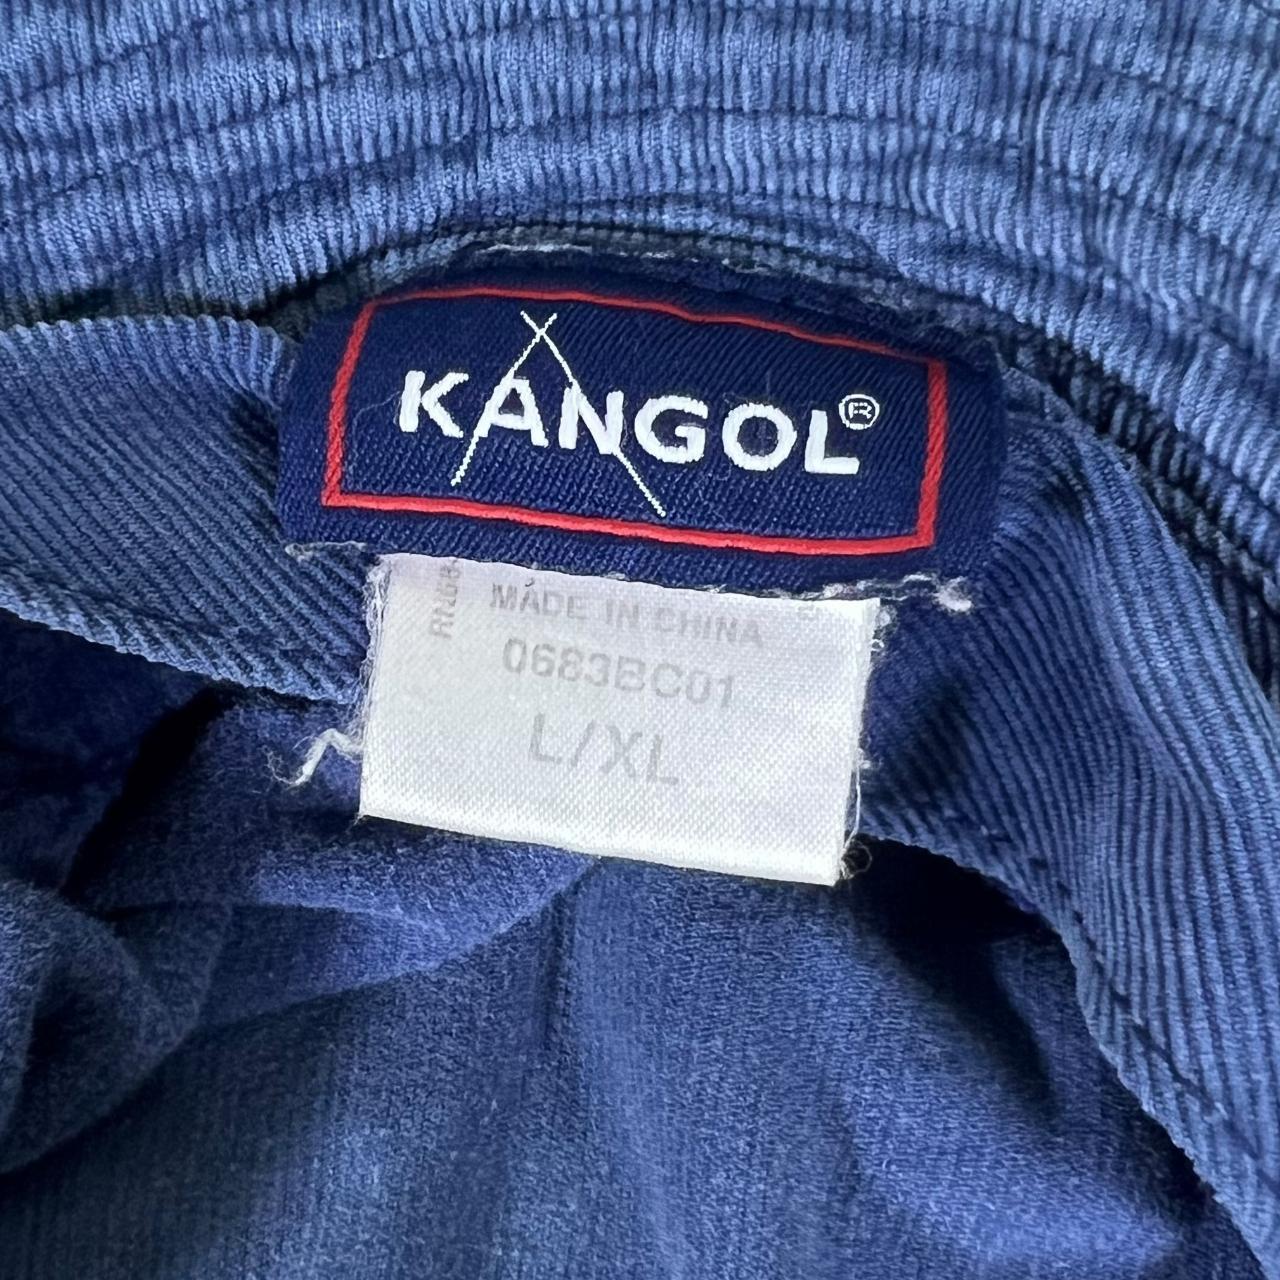 KANGOL®
MADE IN CHINA
0683BC01
L/XL